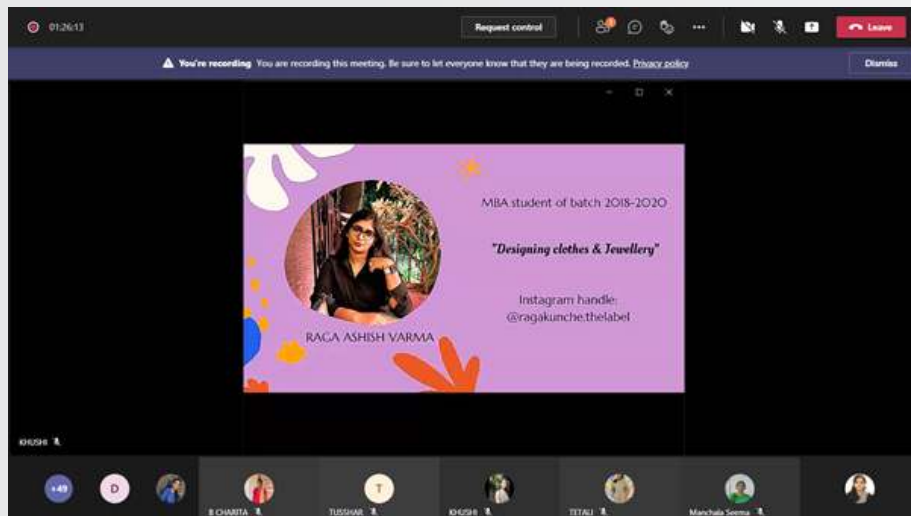 01:26:13
Request control
3
Leave
You're recording You are recording this meeting. Be sure to let everyone know that they are being recorded. Privacy policy
Dismiss
MBA student of batch 2018-2020
"Designing clothes & Jewellery"
Instagram handle:
@ragakunche.thelabel
RAGA ASHISH VARMA
KHUSHI
+49
D
T
B CHARITA
TUSSHAR
KHUSHI
TETALI
Manchala Seema